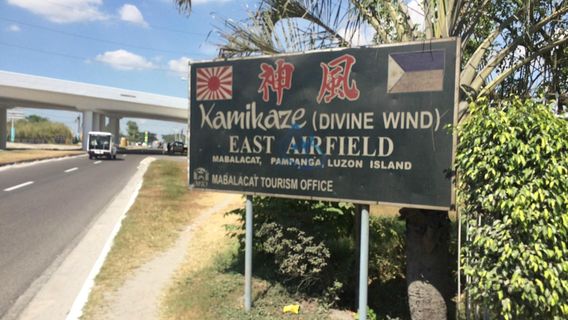 神風
Kamikaze (DIVINE WIND)
EAST AIRFIELD
MABALACAT, PAMPANGA, LUZON ISLAND
MABALACAT TOURISM OFFICE